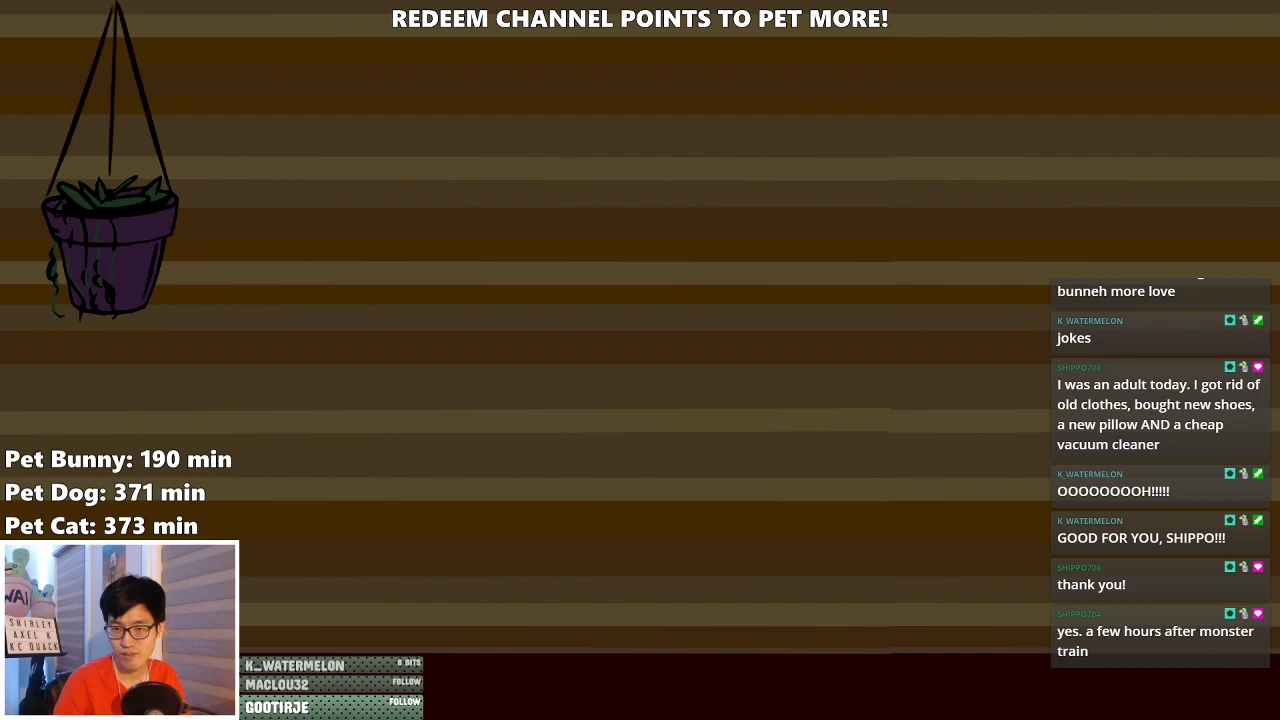 REDEEM CHANNEL POINTS TO PET MORE!
bunneh more love
K_WATERMELON
jokes
SHIPPO704
I was an adult today. I got rid of
old clothes, bought new shoes,
a new pillow AND a cheap
vacuum cleaner
K_WATERMELON
OOOOOOOOH!!!!!
K_WATERMELON
GOOD FOR YOU, SHIPPO!!!
SHIPPO704
thank you!
SHIPPO704
yes. a few hours after monster
train
Pet Bunny: 190 min
Pet Dog: 371 min
Pet Cat: 373 min
WAI
SHIRLEY
AXEL K
KC QUACK
K_WATERMELON 8 BITS
MACLOU32 FOLLOW
GOOTIRJE FOLLOW